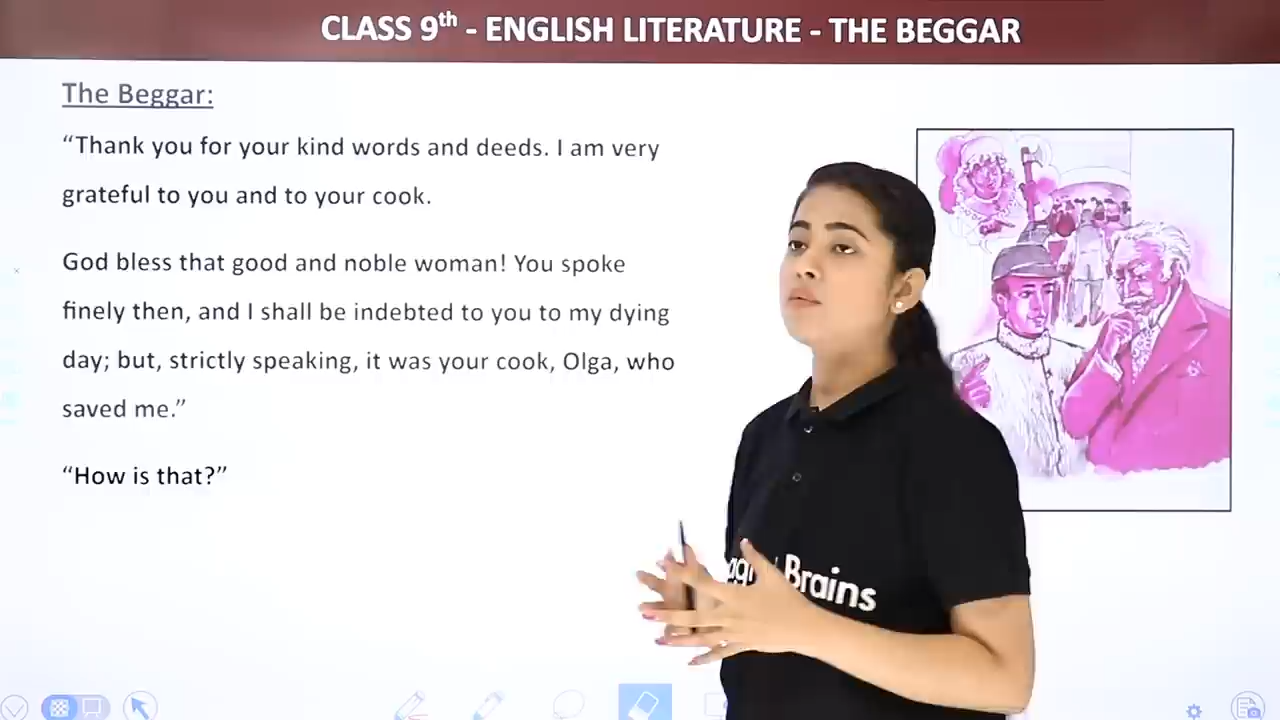 CLASS 9th - ENGLISH LITERATURE - THE BEGGAR
The Beggar:
“Thank you for your kind words and deeds. I am very
grateful to you and to your cook.
God bless that good and noble woman! You spoke
finely then, and I shall be indebted to you to my dying
day; but, strictly speaking, it was your cook, Olga, who
saved me.”
“How is that?”
Brains